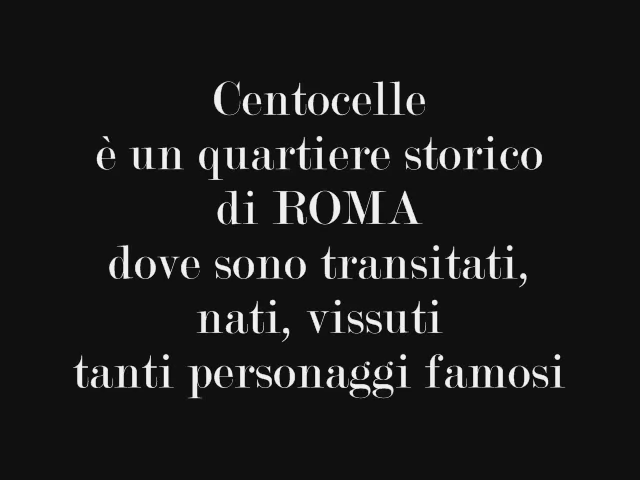 Centocelle
è un quartiere storico
di ROMA
dove sono transitati,
nati, vissuti
tanti personaggi famosi